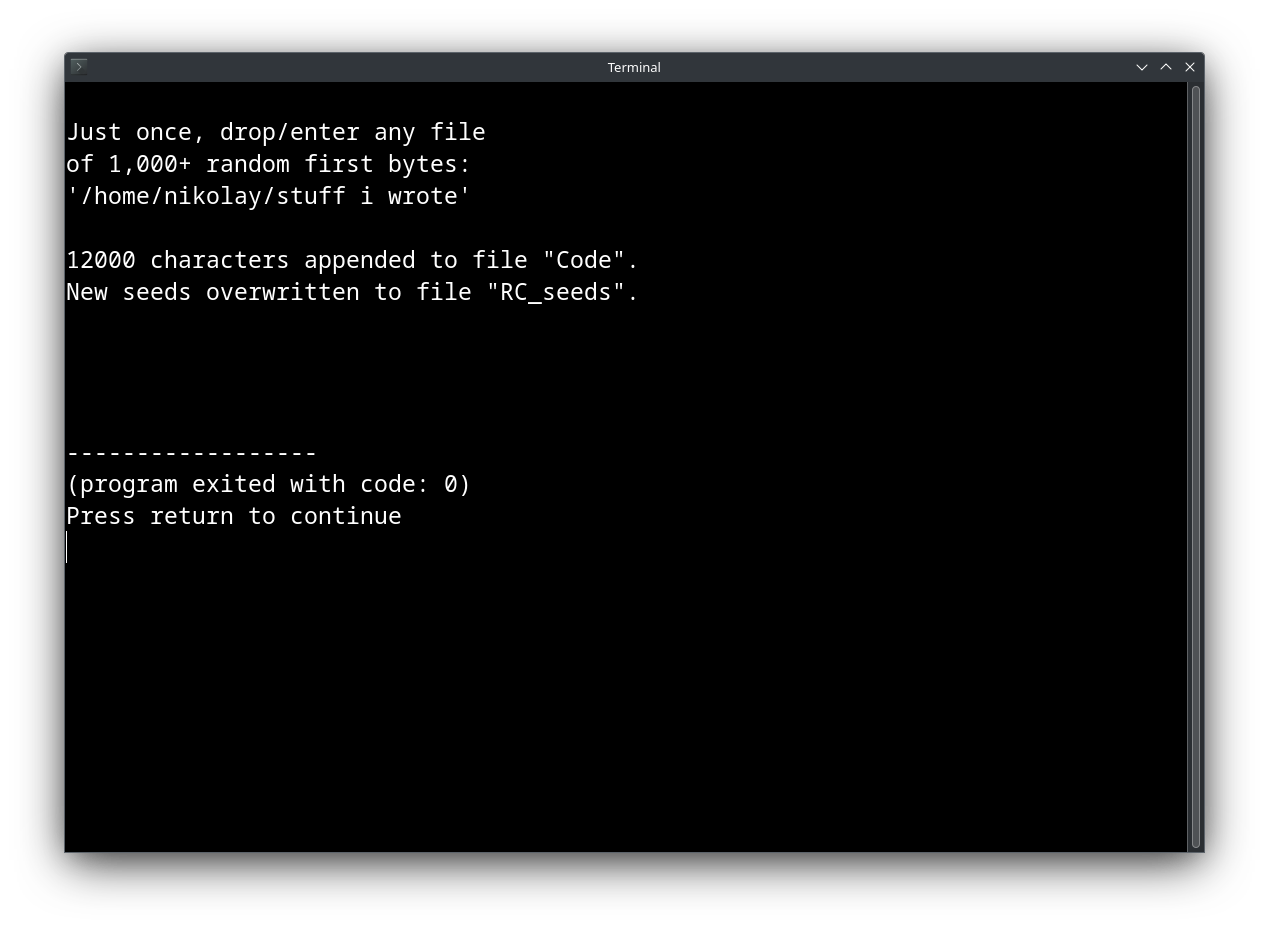 Terminal
Just once, drop/enter any file
of 1,000+ random first bytes:
'/home/nikolay/stuff i wrote'
12000 characters appended to file "Code".
New seeds overwritten to file "RC_seeds".
------------------
(program exited with code: 0)
Press return to continue